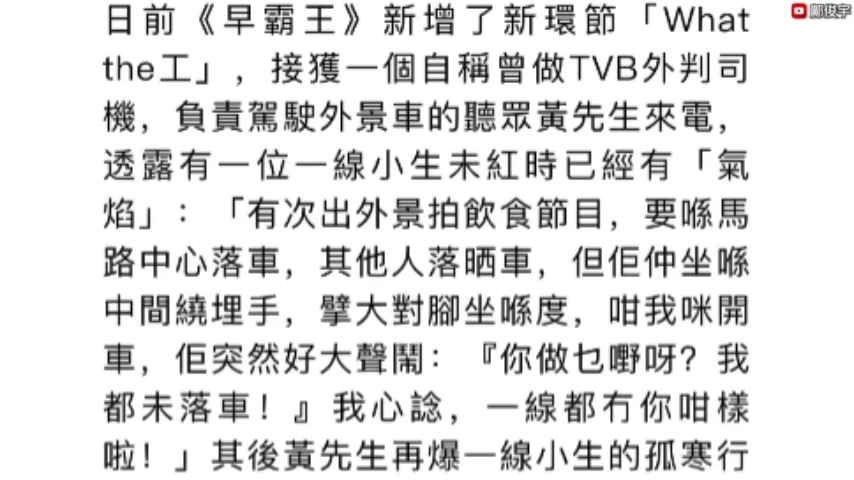 日前《早霸王》新增了新環節「What
the工」，接獲一個自稱曾做TVB外判司
機，負責駕駛外景車的聽眾黃先生來電，
透露有一位一線小生未紅時已經有「氣
焰」：「有次出外景拍飲食節目，要喺馬
路中心落車，其他人落晒車，但佢仲坐喺
中間繞埋手，擘大對腳坐喺度，咁我咪開
車，佢突然好大聲鬧：『你做乜嘢呀？我
都未落車！』我心諗，一線都冇你咁樣
啦！」其後黃先生再爆一線小生的孤寒行
鄺俊宇